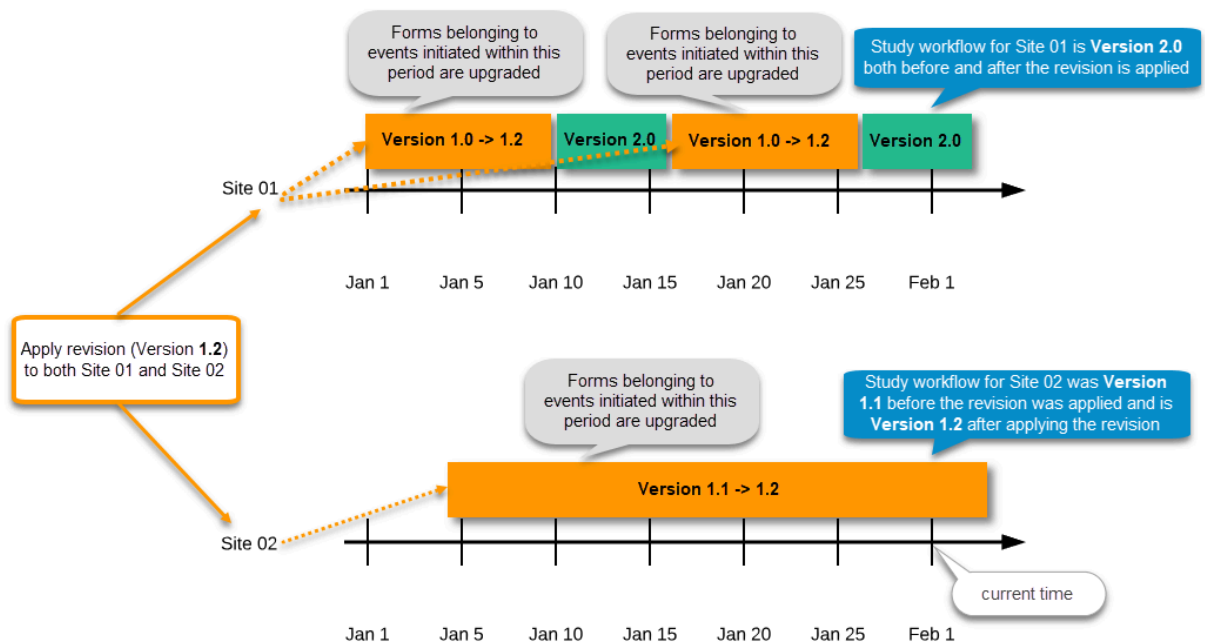 Forms belonging to
events initiated within this
period are upgraded
Forms belonging to
events initiated within this
period are upgraded
Study workflow for Site 01 is Version 2.0
both before and after the revision is applied
Version 1.0 -> 1.2
Version 2.0
Version 1.0 -> 1.2
Version 2.0
Site 01
Jan 1
Jan 5
Jan 10
Jan 15
Jan 20
Jan 25
Feb 1
Apply revision (Version 1.2)
to both Site 01 and Site 02
Forms belonging to
events initiated within this
period are upgraded
Study workflow for Site 02 was Version
1.1 before the revision was applied and is
Version 1.2 after applying the revision
Version 1.1 -> 1.2
Site 02
current time
Jan 1
Jan 5
Jan 10
Jan 15
Jan 20
Jan 25
Feb 1